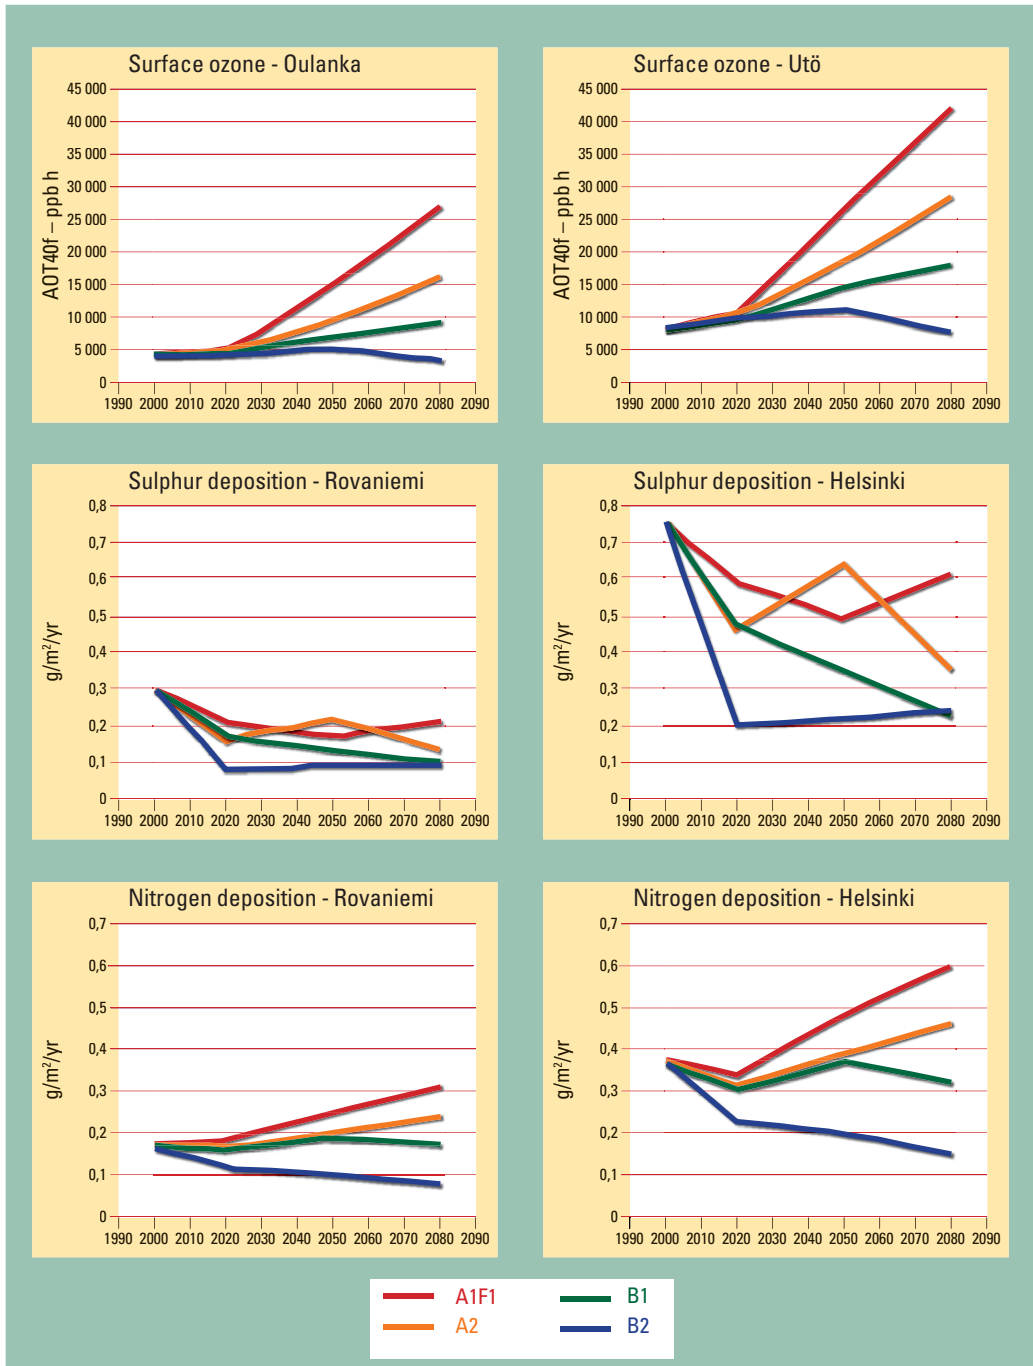 Surface ozone - Oulanka
AOT40f – ppb h
45 000
40 000
35 000
30 000
25 000
20 000
15 000
10 000
5 000
0
1990 2000 2010 2020 2030 2040 2050 2060 2070 2080 2090
Surface ozone - Utö
AOT40f – ppb h
45 000
40 000
35 000
30 000
25 000
20 000
15 000
10 000
5 000
0
1990 2000 2010 2020 2030 2040 2050 2060 2070 2080 2090
Sulphur deposition - Rovaniemi
g/m²/yr
0,8
0,7
0,6
0,5
0,4
0,3
0,2
0,1
0
1990 2000 2010 2020 2030 2040 2050 2060 2070 2080 2090
Sulphur deposition - Helsinki
g/m²/yr
0,8
0,7
0,6
0,5
0,4
0,3
0,2
0,1
0
1990 2000 2010 2020 2030 2040 2050 2060 2070 2080 2090
Nitrogen deposition - Rovaniemi
g/m²/yr
0,7
0,6
0,5
0,4
0,3
0,2
0,1
0
1990 2000 2010 2020 2030 2040 2050 2060 2070 2080 2090
Nitrogen deposition - Helsinki
g/m²/yr
0,7
0,6
0,5
0,4
0,3
0,2
0,1
0
1990 2000 2010 2020 2030 2040 2050 2060 2070 2080 2090
A1F1
A2
B1
B2